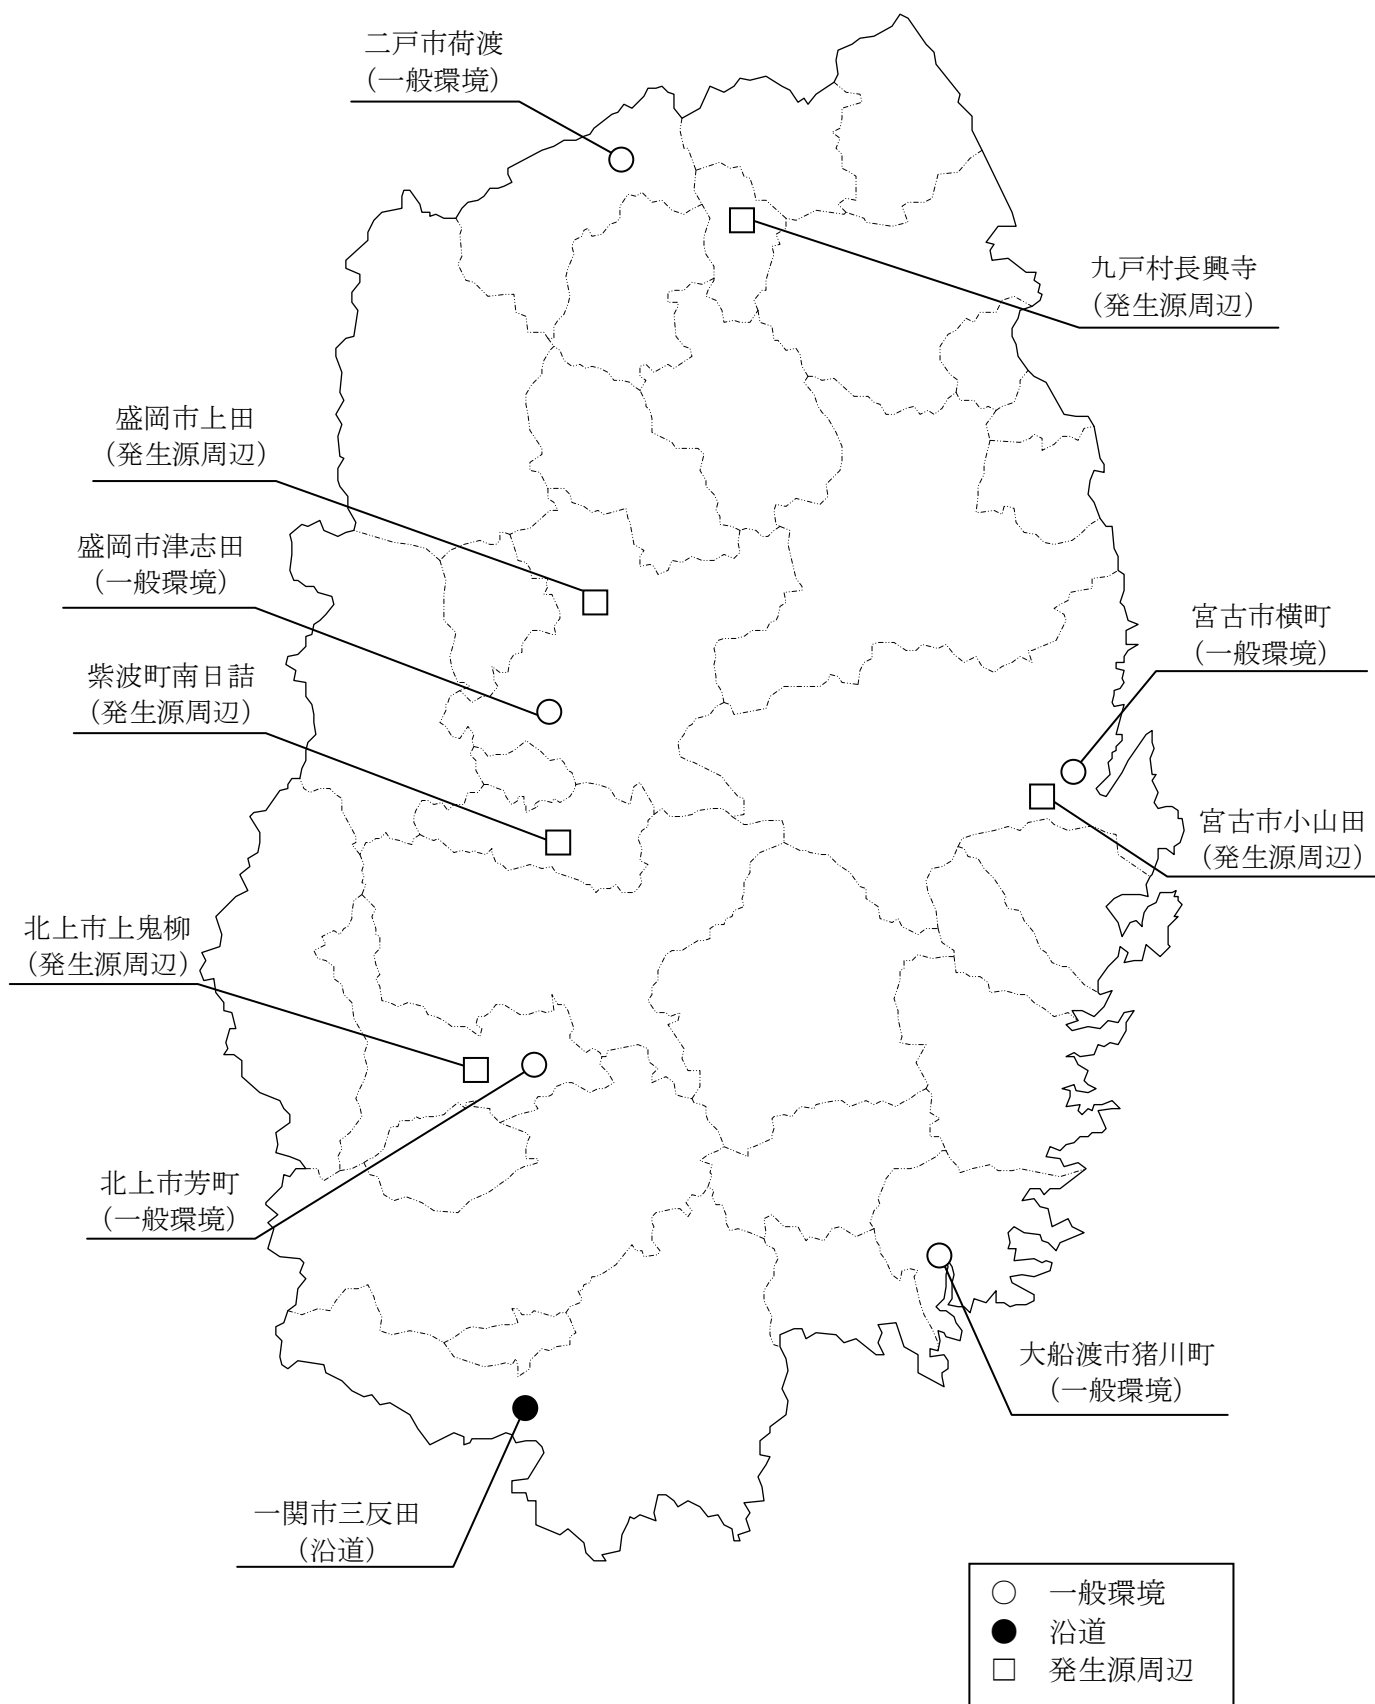 二戸市荷渡
（一般環境）
九戸村長興寺
（発生源周辺）
盛岡市上田
（発生源周辺）
盛岡市津志田
（一般環境）
宮古市横町
（一般環境）
紫波町南日詰
（発生源周辺）
宮古市小山田
（発生源周辺）
北上市上鬼柳
（発生源周辺）
北上市芳町
（一般環境）
大船渡市猪川町
（一般環境）
一関市三反田
（沿道）
○ 一般環境
● 沿道
□ 発生源周辺